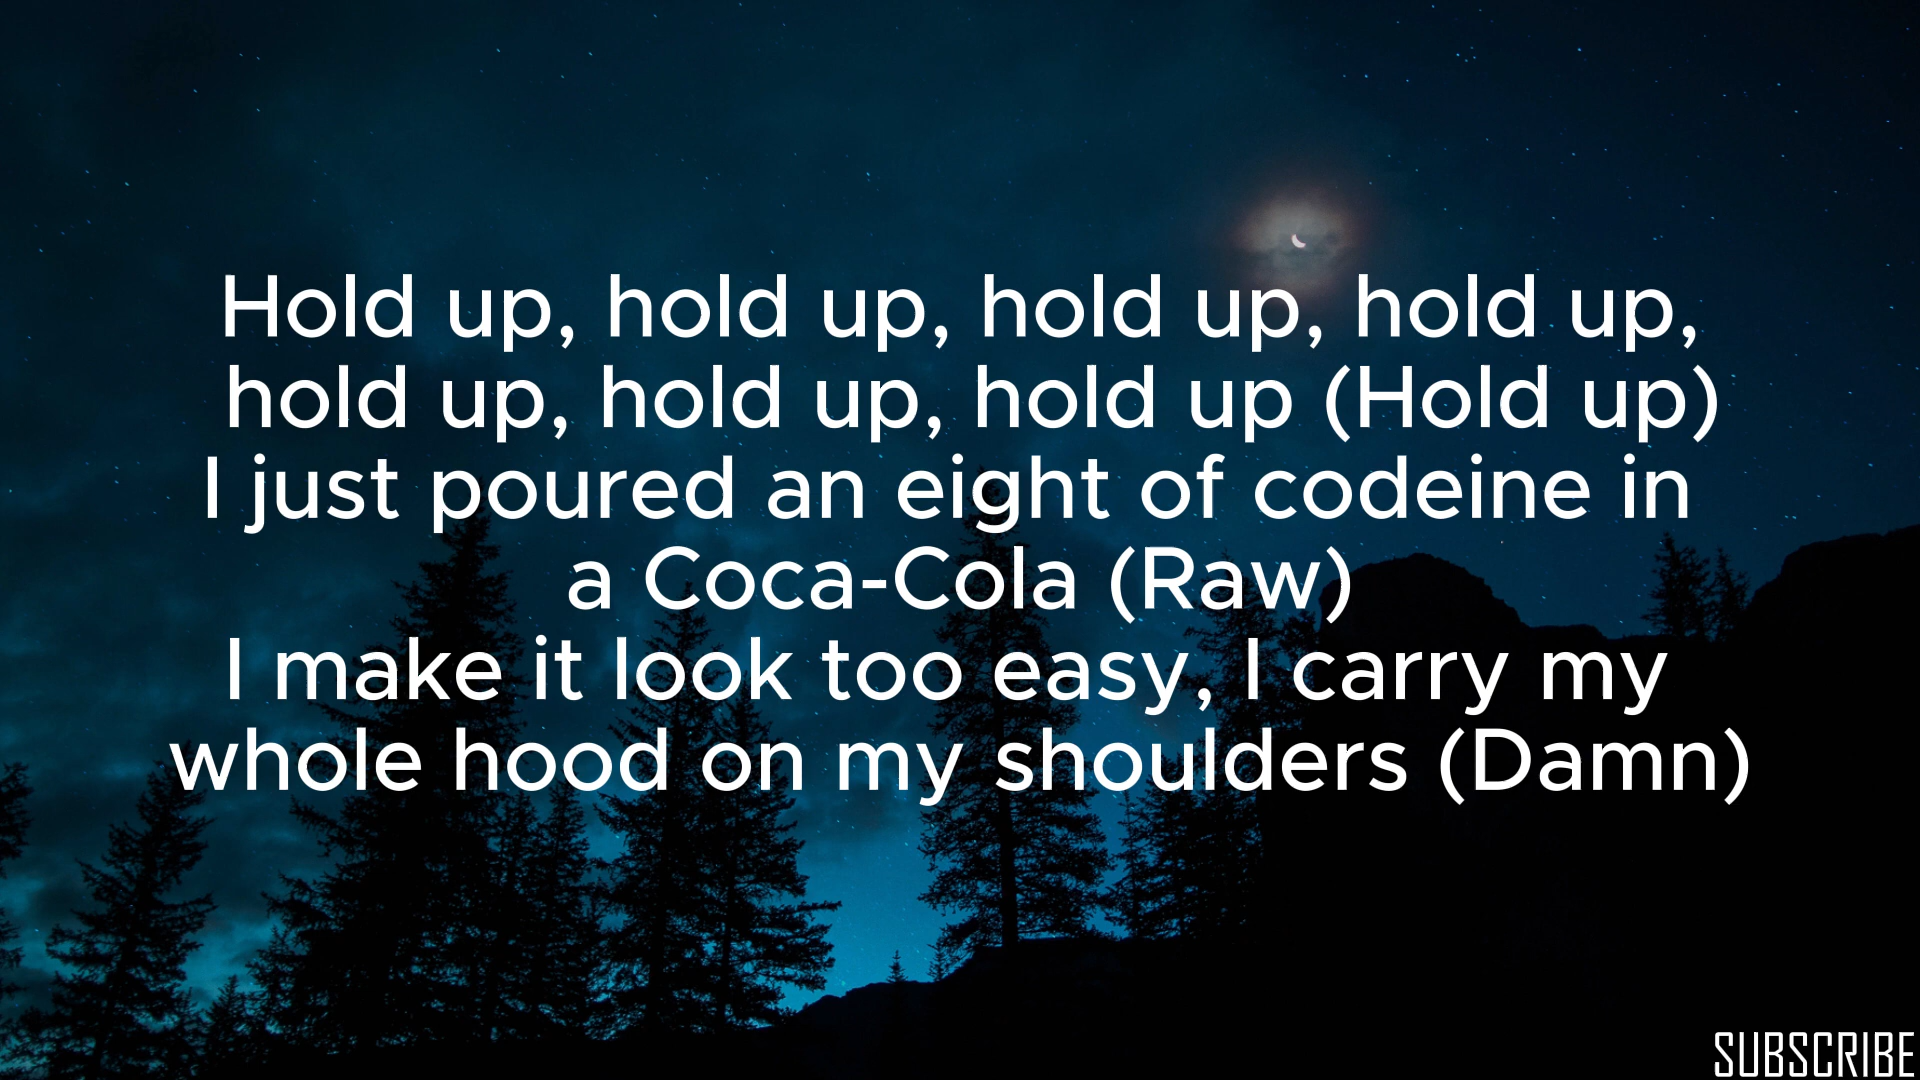 Hold up, hold up, hold up, hold up,
hold up, hold up, hold up (Hold up)
I just poured an eight of codeine in
a Coca-Cola (Raw)
I make it look too easy, I carry my
whole hood on my shoulders (Damn)
SUBSCRIBE